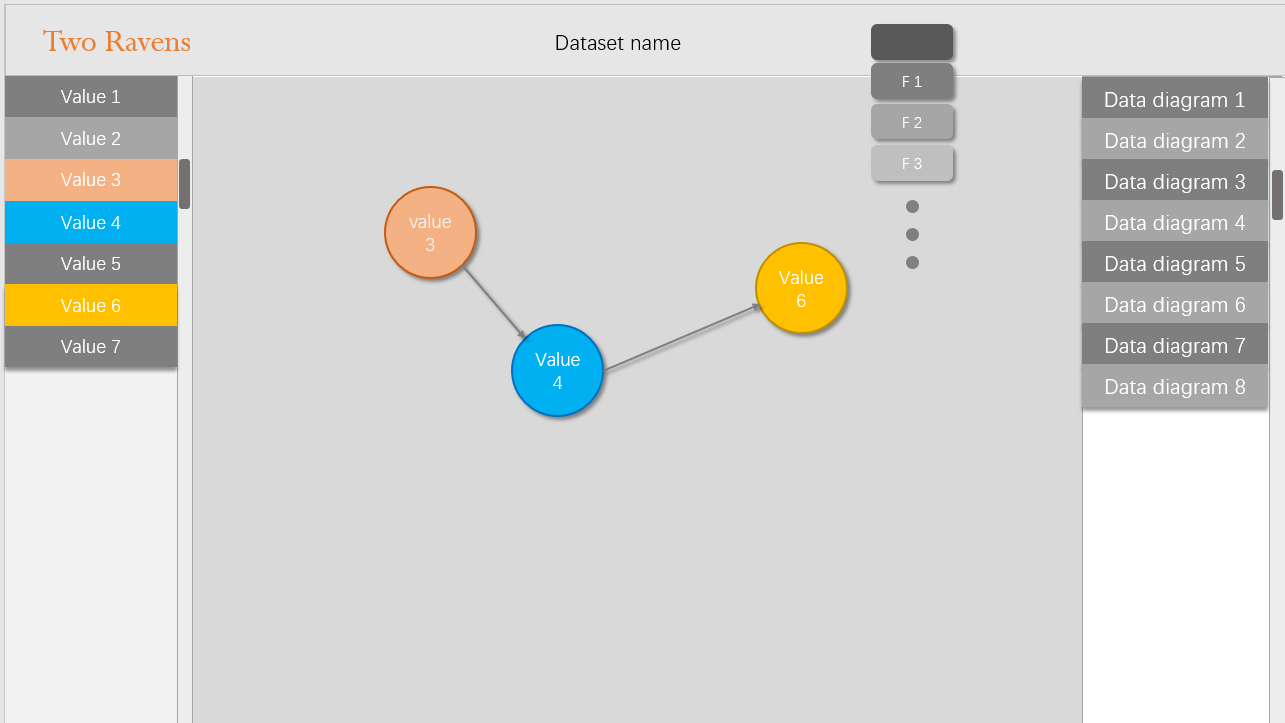 Two Ravens
Dataset name
Value 1
Value 2
Value 3
Value 4
Value 5
Value 6
Value 7
value
3
Value
4
Value
6
F 1
F 2
F 3
Data diagram 1
Data diagram 2
Data diagram 3
Data diagram 4
Data diagram 5
Data diagram 6
Data diagram 7
Data diagram 8